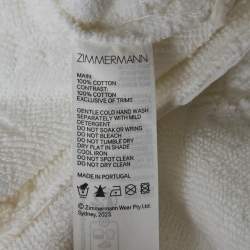 ZIMMERMANN
MAIN:
100% COTTON
CONTRAST:
100% COTTON
EXCLUSIVE OF TRIMS
GENTLE COLD HAND WASH
SEPARATELY WITH MILD
DETERGENT
DO NOT SOAK OR WRING
DO NOT BLEACH
DO NOT TUMBLE DRY
DRY FLAT IN SHADE
COOL IRON
DO NOT SPOT CLEAN
DO NOT DRY CLEAN
MADE IN PORTUGAL
© Zimmermann Wear Pty Ltd.
Sydney, 2023.